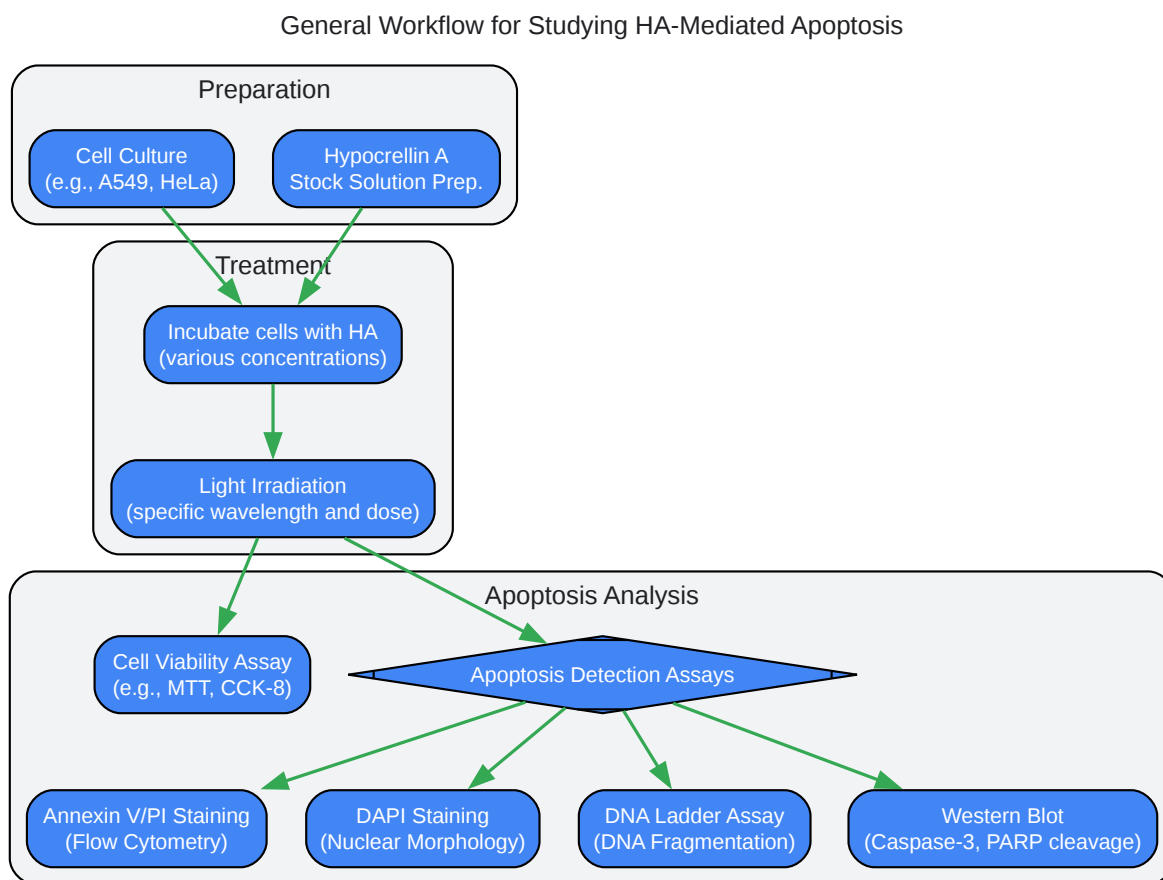 General Workflow for Studying HA-Mediated Apoptosis
Preparation
Cell Culture
(e.g., A549, HeLa)
Hypocrellin A
Stock Solution Prep.
Treatment
Incubate cells with HA
(various concentrations)
Light Irradiation
(specific wavelength and dose)
Apoptosis Analysis
Cell Viability Assay
(e.g., MTT, CCK-8)
Apoptosis Detection Assays
Annexin V/PI Staining
(Flow Cytometry)
DAPI Staining
(Nuclear Morphology)
DNA Ladder Assay
(DNA Fragmentation)
Western Blot
(Caspase-3, PARP cleavage)